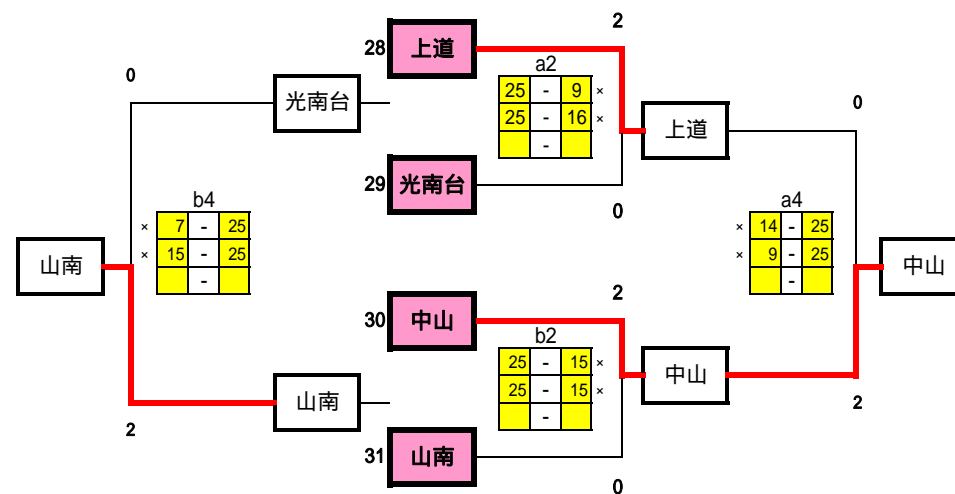 2
28 上道
0 a2
光南台 25 - 9 × 0
25 - 16 × 上道
-
29 光南台
b4 0 a4
× 7 - 25 × 14 - 25
山南 × 15 - 25 × 9 - 25 中山
- -
2
30 中山
b2
25 - 15 × 中山
山南 25 - 15 ×
2 - 2
31 山南
0